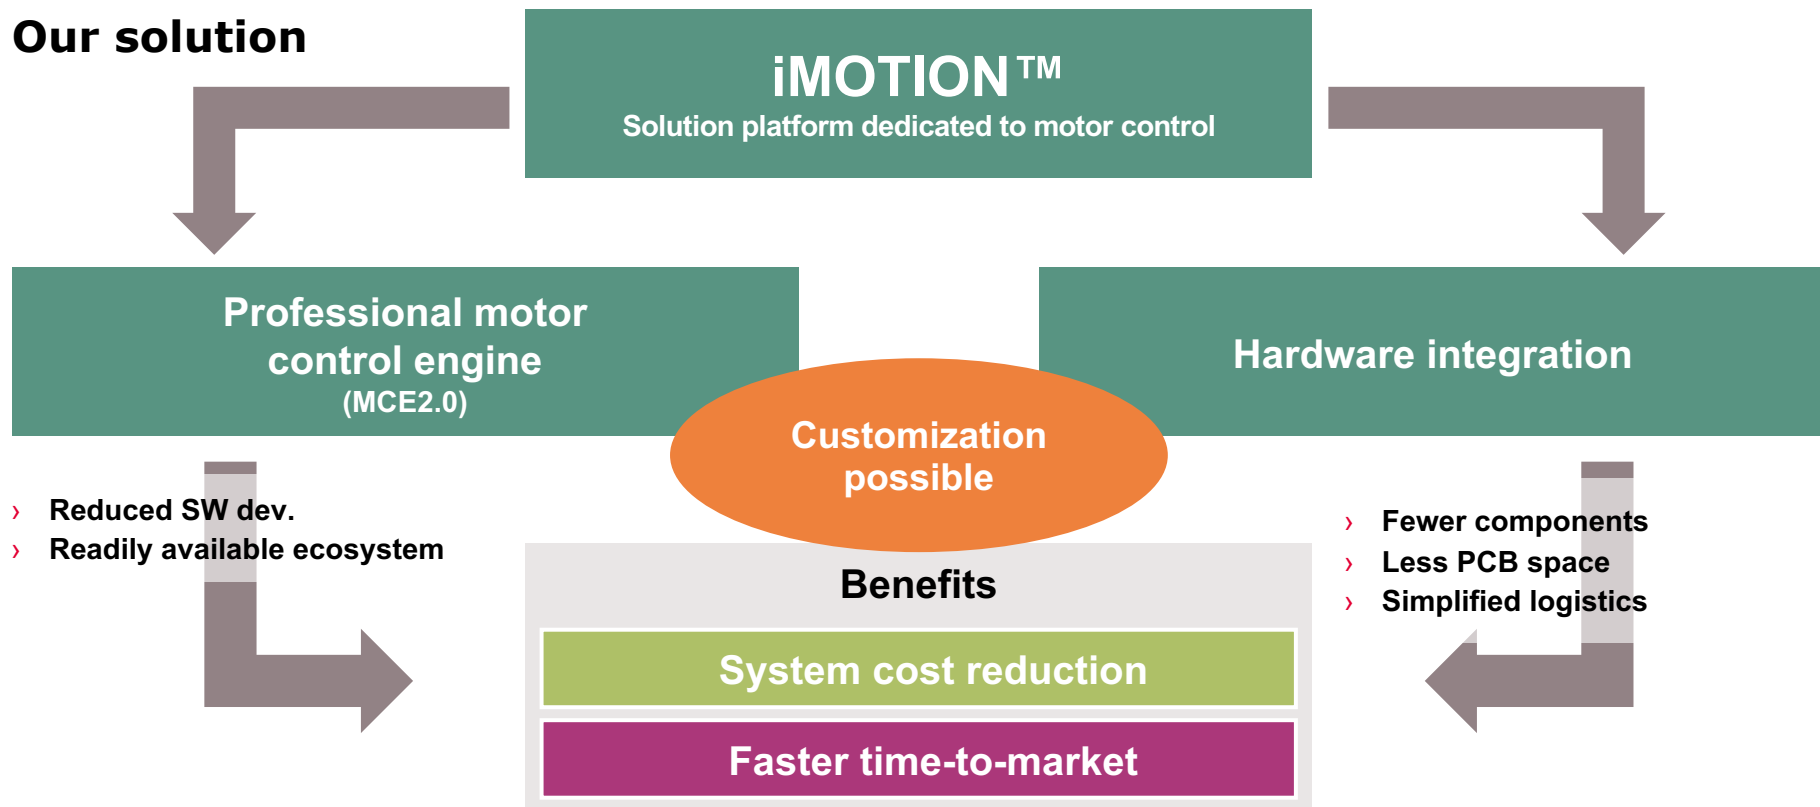 Our solution
iMOTION™
Solution platform dedicated to motor control
Professional motor
control engine
(MCE2.0)
Hardware integration
Customization
possible
› Reduced SW dev.
› Readily available ecosystem
› Fewer components
› Less PCB space
› Simplified logistics
Benefits
System cost reduction
Faster time-to-market